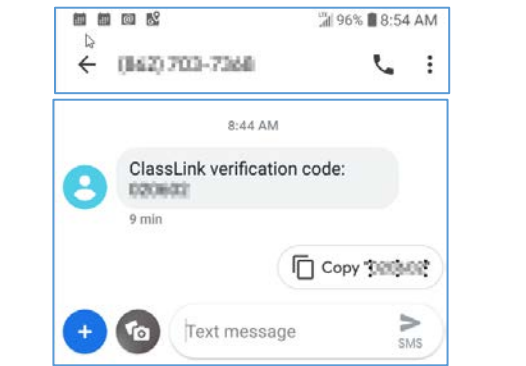 96% 8:54 AM
8:44 AM
ClassLink verification code:
9 min
Copy
Text message
SMS